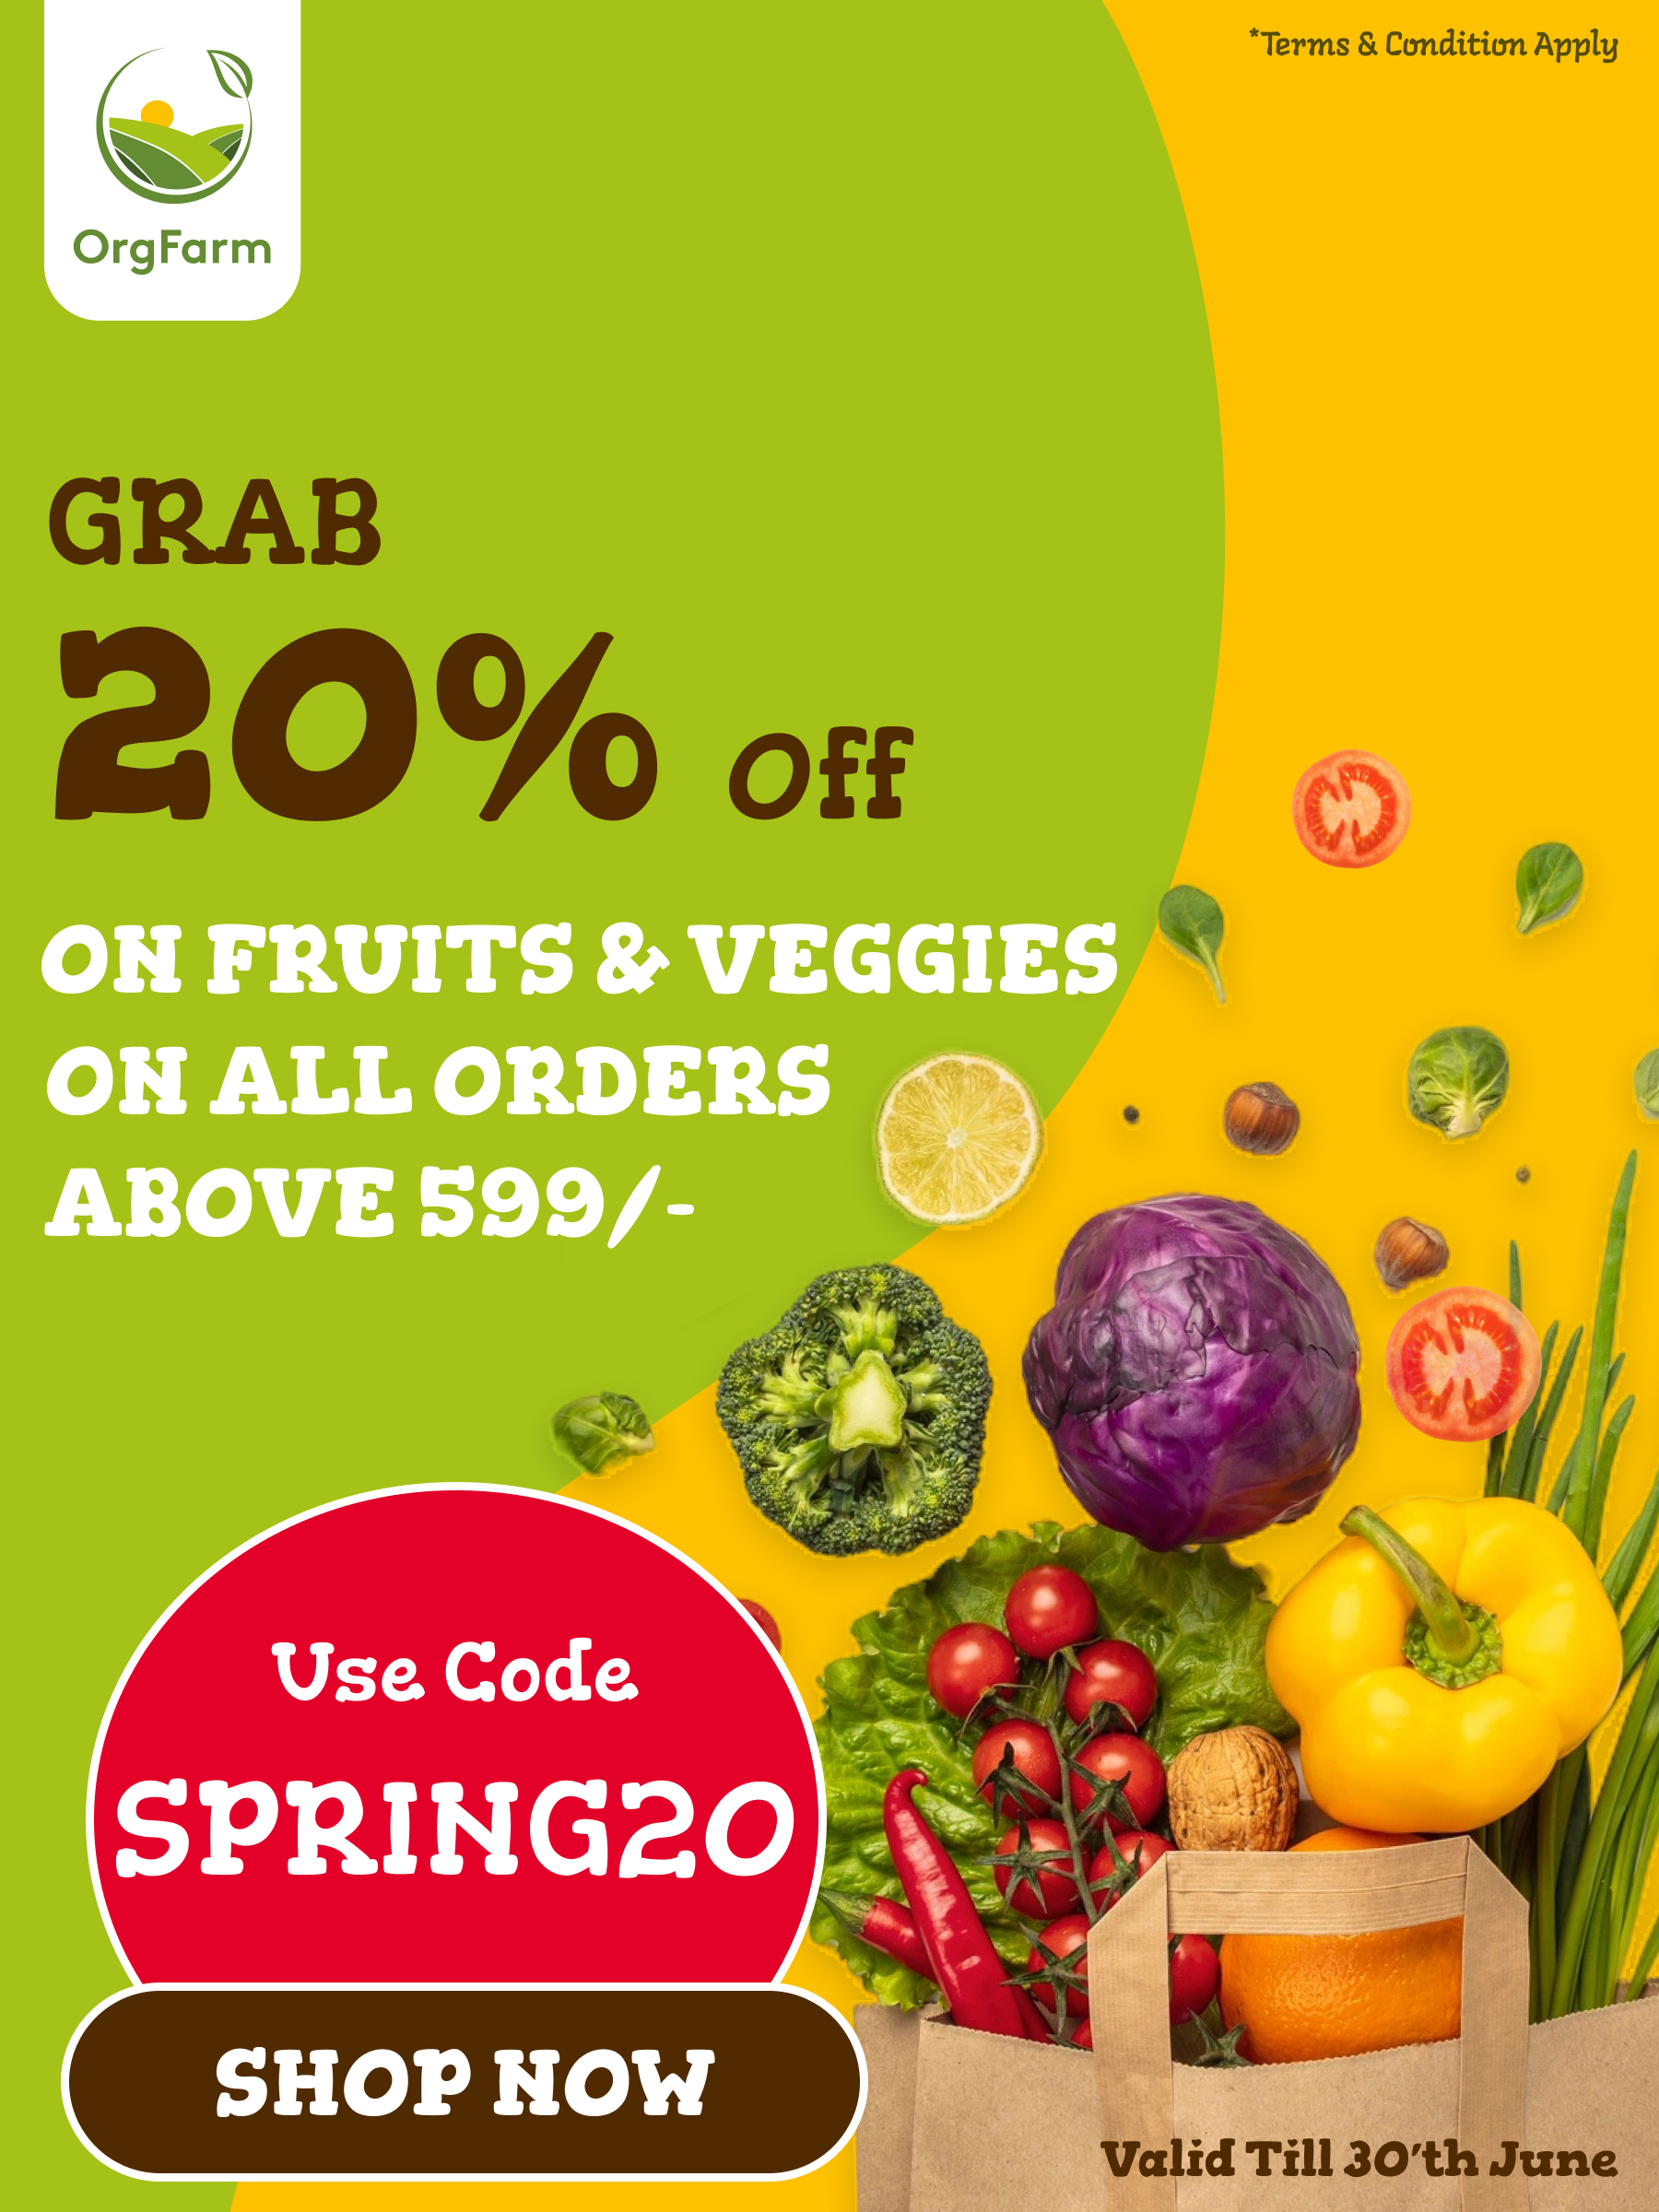 *Terms & Condition Apply
OrgFarm
GRAB
20% Off
ON FRUITS & VEGGIES
ON ALL ORDERS
ABOVE 599/-
Use Code
SPRING20
SHOP NOW
Valid Till 30'th June